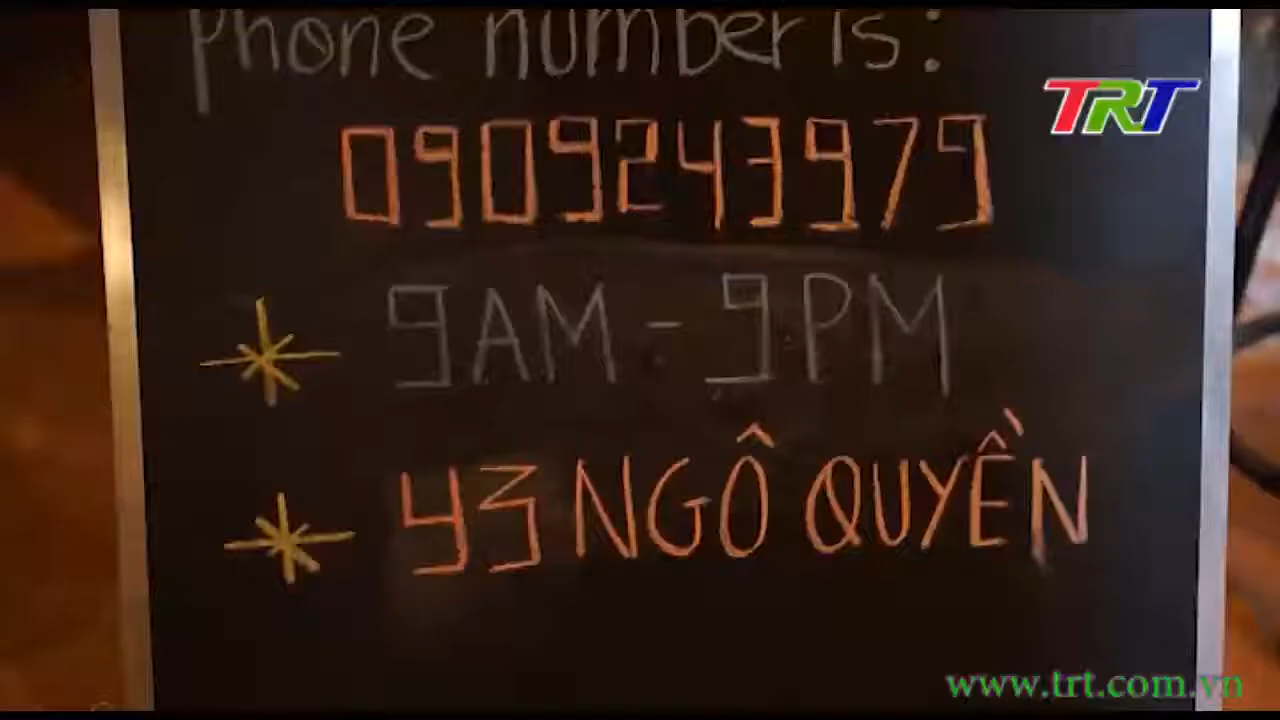 Phone number is:
0909243979
9AM - 9PM
43 NGÔ QUYỀN
TRT
www.trt.com.vn